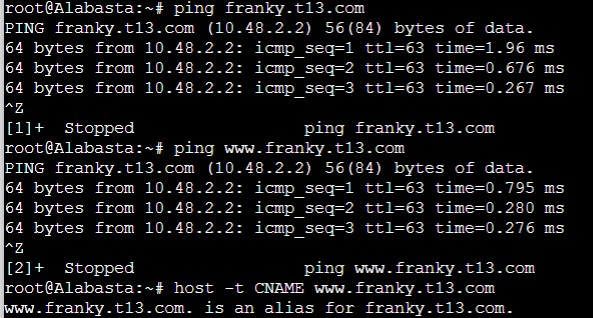 root@Alabasta:~# ping franky.t13.com
PING franky.t13.com (10.48.2.2) 56(84) bytes of data.
64 bytes from 10.48.2.2: icmp_seq=1 ttl=63 time=1.96 ms
64 bytes from 10.48.2.2: icmp_seq=2 ttl=63 time=0.676 ms
64 bytes from 10.48.2.2: icmp_seq=3 ttl=63 time=0.267 ms
^Z
[1]+  Stopped                 ping franky.t13.com
root@Alabasta:~# ping www.franky.t13.com
PING franky.t13.com (10.48.2.2) 56(84) bytes of data.
64 bytes from 10.48.2.2: icmp_seq=1 ttl=63 time=0.795 ms
64 bytes from 10.48.2.2: icmp_seq=2 ttl=63 time=0.280 ms
64 bytes from 10.48.2.2: icmp_seq=3 ttl=63 time=0.276 ms
^Z
[2]+  Stopped                 ping www.franky.t13.com
root@Alabasta:~# host -t CNAME www.franky.t13.com
www.franky.t13.com. is an alias for franky.t13.com.